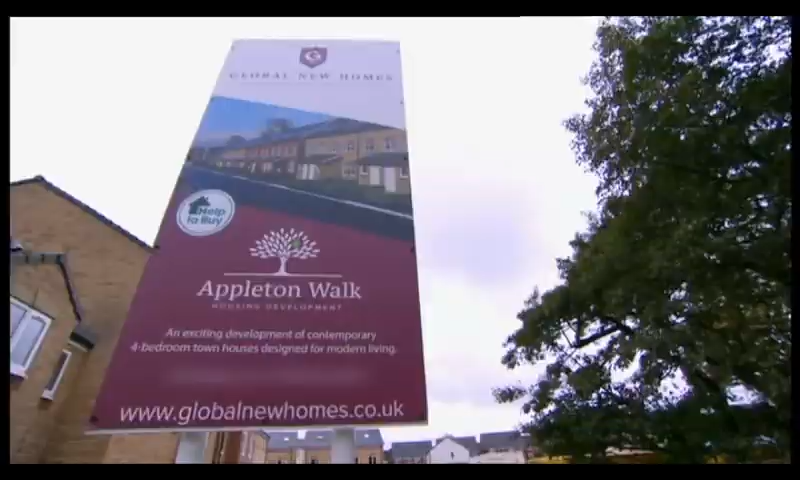 G
GLOBAL NEW HOMES
Help
to Buy
Appleton Walk
HOUSING DEVELOPMENT
An exciting development of contemporary
4-bedroom town houses designed for modern living.
www.globalnewhomes.co.uk